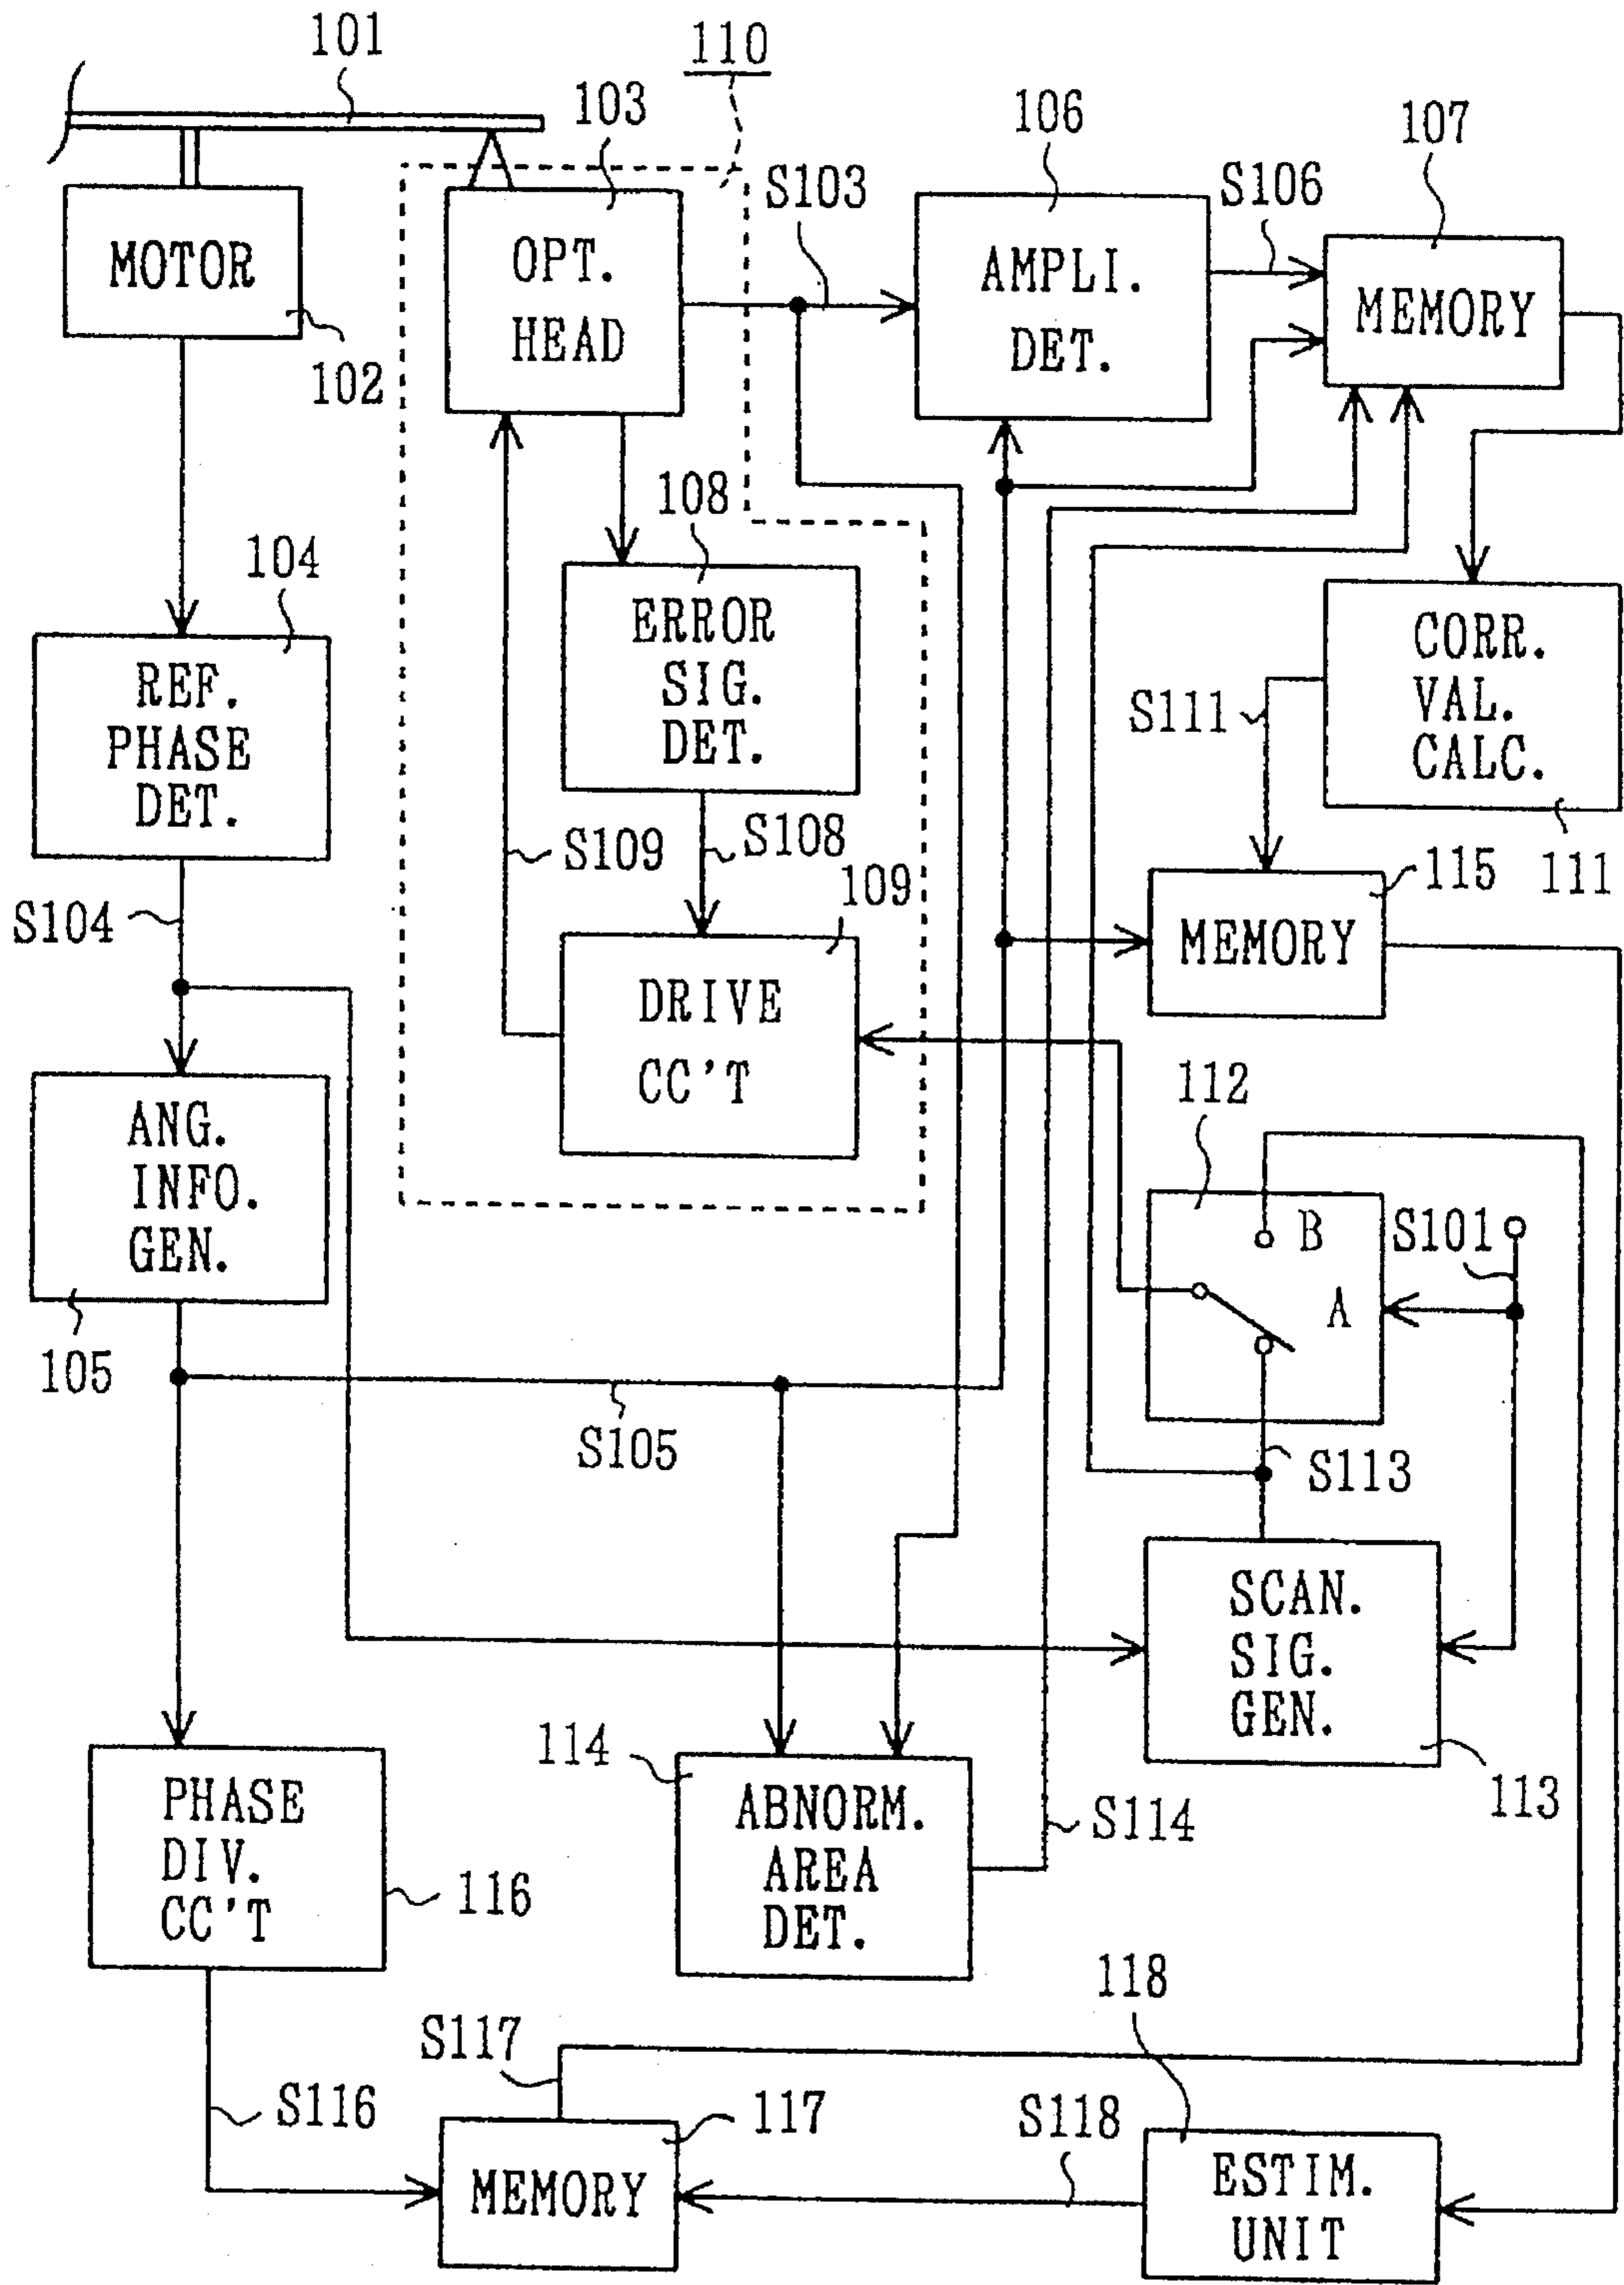 101
110
103
106
107
S103
S106
MOTOR
OPT.
HEAD
AMPLI.
DET.
MEMORY
102
108
104
ERROR
SIG.
DET.
CORR.
VAL.
CALC.
REF.
PHASE
DET.
S111
S109
S108
109
115
111
S104
MEMORY
DRIVE
CC'T
112
ANG.
INFO.
GEN.
B
S101
A
105
S105
S113
SCAN.
SIG.
GEN.
114
113
PHASE
DIV.
CC'T
ABNORM.
AREA
DET.
S114
116
118
S117
S116
117
S118
MEMORY
ESTIM.
UNIT